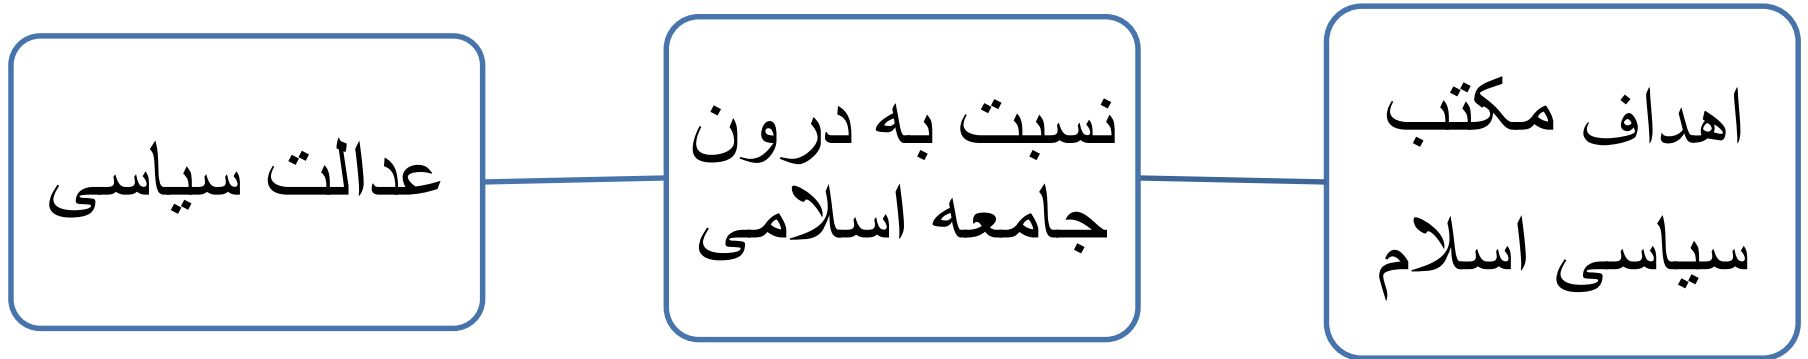 اهداف مکتب
سیاسی اسلام
نسبت به درون
جامعه اسلامی
عدالت سیاسی